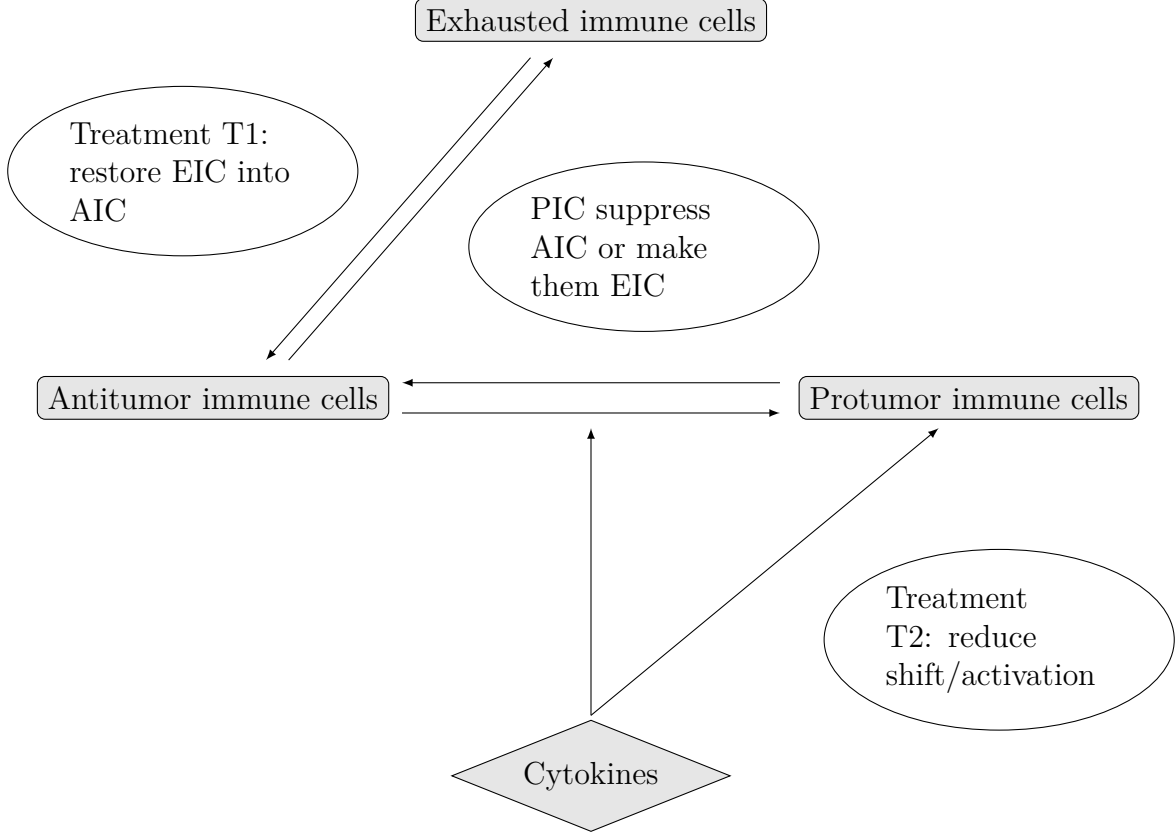 Exhausted immune cells
Treatment T1:
restore EIC into
AIC
PIC suppress
AIC or make
them EIC
Antitumor immune cells
Protumor immune cells
Treatment
T2: reduce
shift/activation
Cytokines